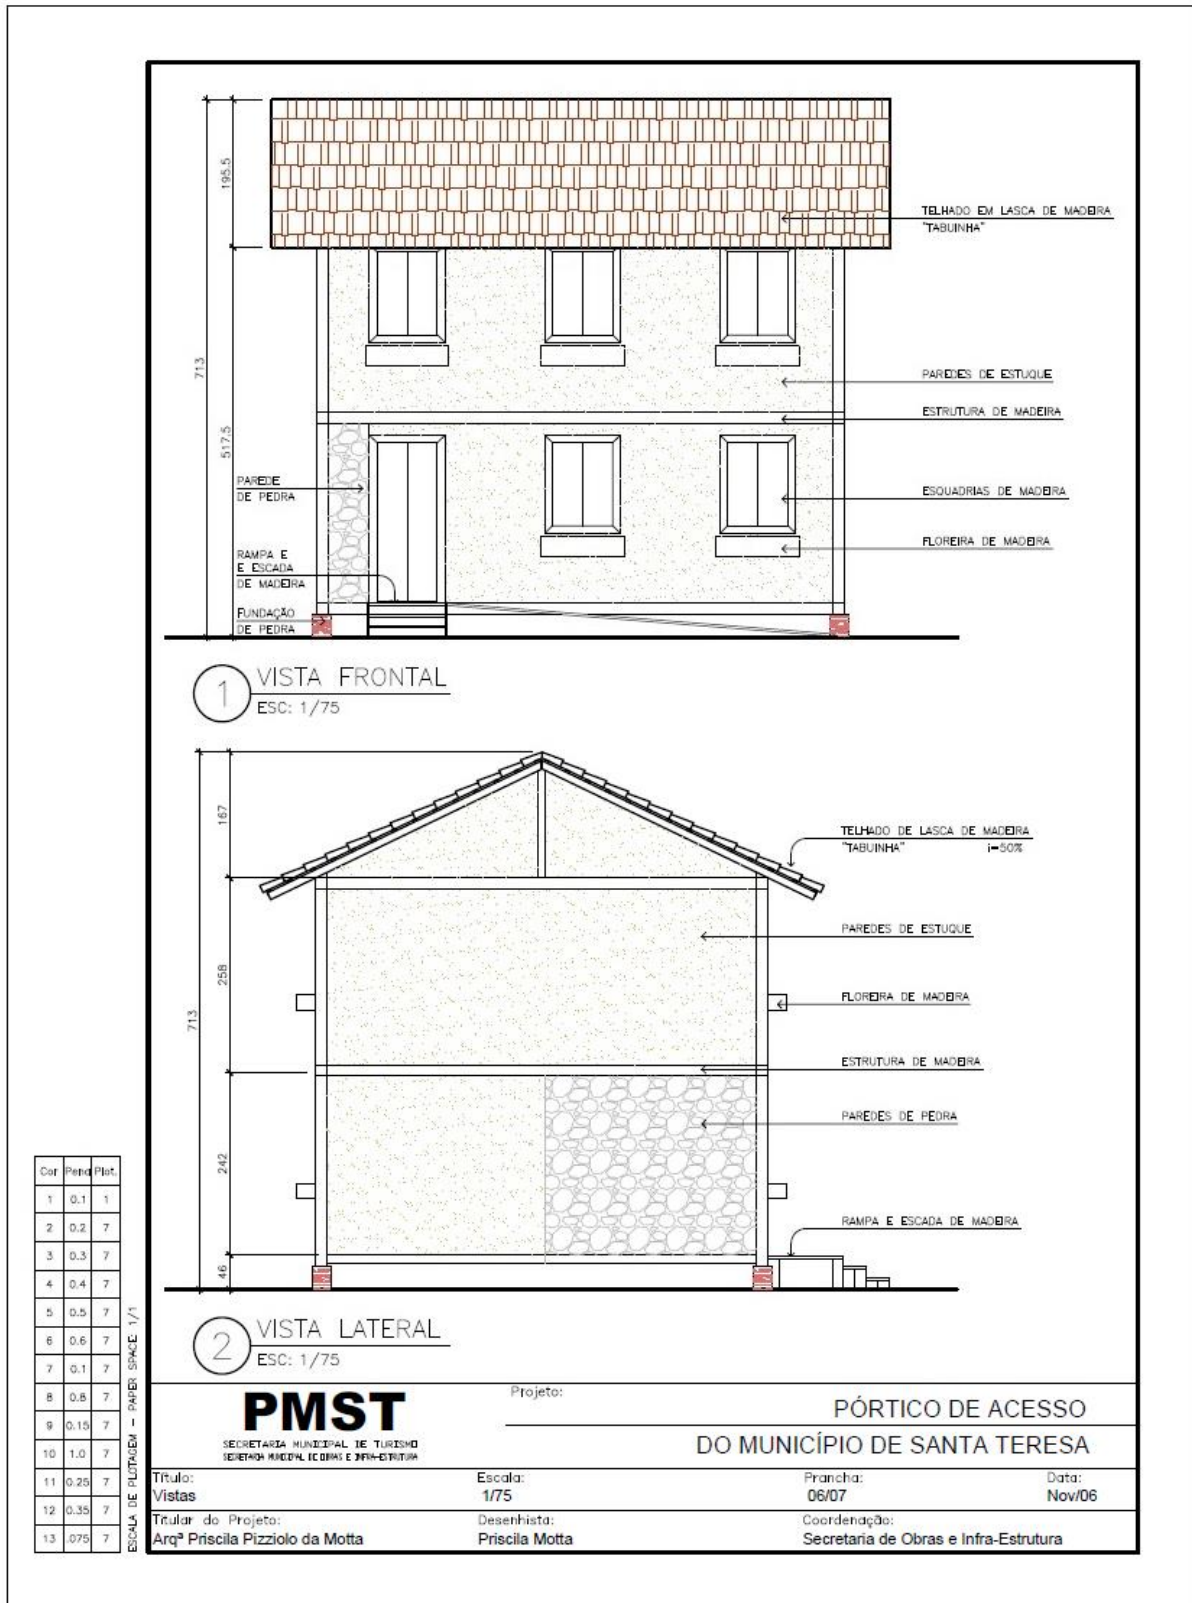 195.5
713
517.5
TELHADO EM LASCA DE MADEIRA
"TABUINHA"
PAREDES DE ESTUQUE
ESTRUTURA DE MADEIRA
PAREDE
DE PEDRA
ESQUADRIAS DE MADEIRA
FLOREIRA DE MADEIRA
RAMPA E
E ESCADA
DE MADEIRA
FUNDAÇÃO
DE PEDRA
1 VISTA FRONTAL
ESC: 1/75
167
258
713
242
46
TELHADO DE LASCA DE MADEIRA
"TABUINHA" i=50%
PAREDES DE ESTUQUE
FLOREIRA DE MADEIRA
ESTRUTURA DE MADEIRA
PAREDES DE PEDRA
RAMPA E ESCADA DE MADEIRA
2 VISTA LATERAL
ESC: 1/75
Cor Pena Plot.
1 0.1 1
2 0.2 7
3 0.3 7
4 0.4 7
5 0.5 7
6 0.6 7
7 0.1 7
8 0.8 7
9 0.15 7
10 1.0 7
11 0.25 7
12 0.35 7
13 .075 7
ESCALA DE PLOTAGEM - PAPER SPACE: 1/1
PMST
SECRETARIA MUNICIPAL DE TURISMO
SECRETARIA MUNICIPAL DE OBRAS E INFRA-ESTRUTURA
Projeto:
PÓRTICO DE ACESSO
DO MUNICÍPIO DE SANTA TERESA
Título: Escala: Prancha: Data:
Vistas 1/75 06/07 Nov/06
Titular do Projeto: Desenhista: Coordenação:
Arqª Priscila Pizziolo da Motta Priscila Motta Secretaria de Obras e Infra-Estrutura